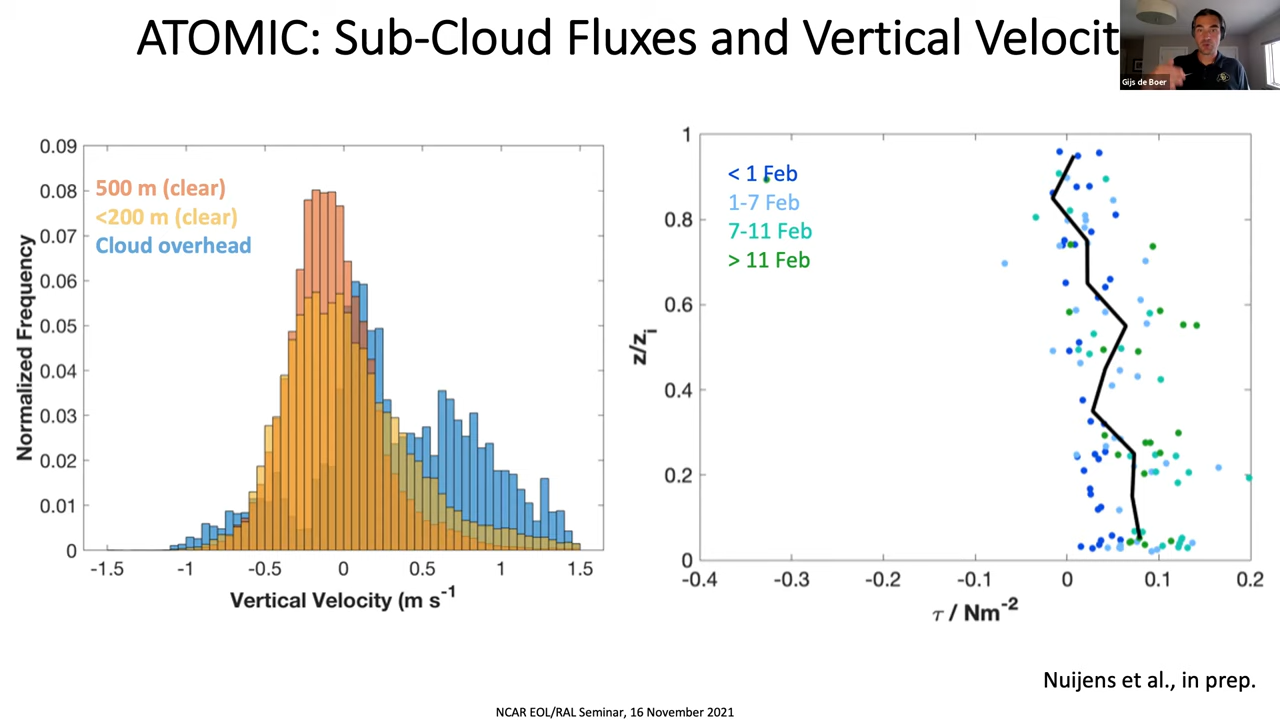 ATOMIC: Sub-Cloud Fluxes and Vertical Velocit
Gijs de Boer
0.09
0.08
0.07
0.06
0.05
0.04
0.03
0.02
0.01
0
Normalized Frequency
500 m (clear)
<200 m (clear)
Cloud overhead
-1.5
-1
-0.5
0
0.5
1
1.5
Vertical Velocity (m s-1
1
0.8
0.6
0.4
0.2
0
z/zi
< 1 Feb
1-7 Feb
7-11 Feb
> 11 Feb
-0.4
-0.3
-0.2
-0.1
0
0.1
0.2
τ / Nm-2
Nuijens et al., in prep.
NCAR EOL/RAL Seminar, 16 November 2021